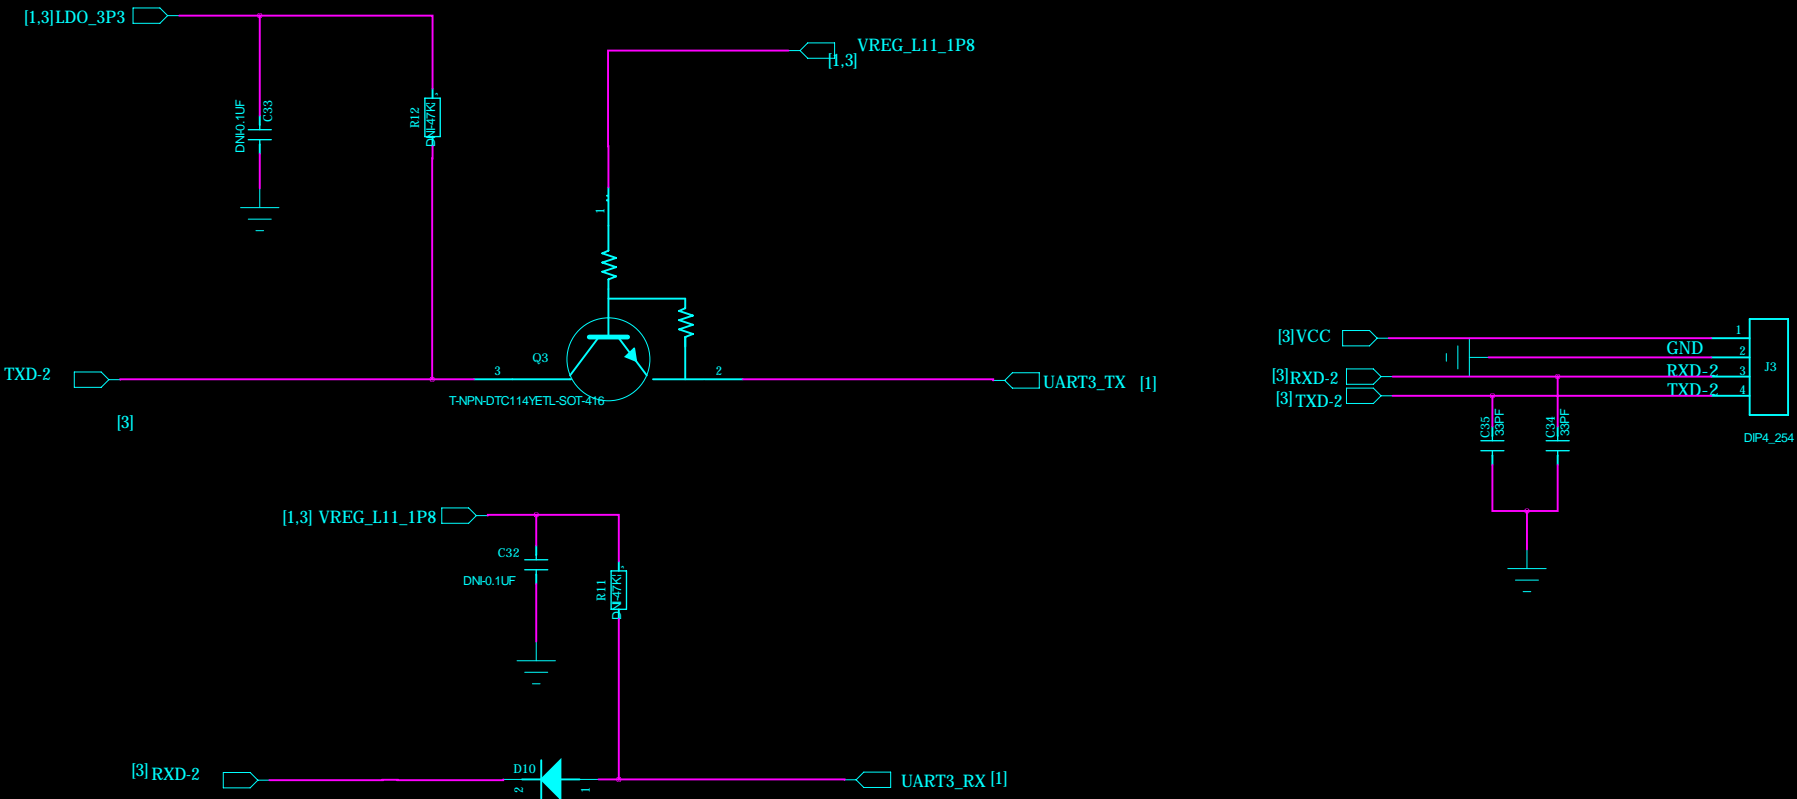 [1,3]LDO_3P3
VREG_L11_1P8
[1,3]
DNI-0.1UF
C33
R12
DNI-47K
1
Q3
3
2
TXD-2
UART3_TX [1]
T-NPN-DTC114YETL-SOT-416
[3]
[3]VCC
1
GND
2
[3]RXD-2
RXD-2
3
J3
[3]TXD-2
TXD-2
4
C35
33PF
C34
33PF
DIP4_254
[1,3] VREG_L11_1P8
C32
DNI-0.1UF
R11
DNI-47K
[3]RXD-2
D10
2
1
UART3_RX [1]